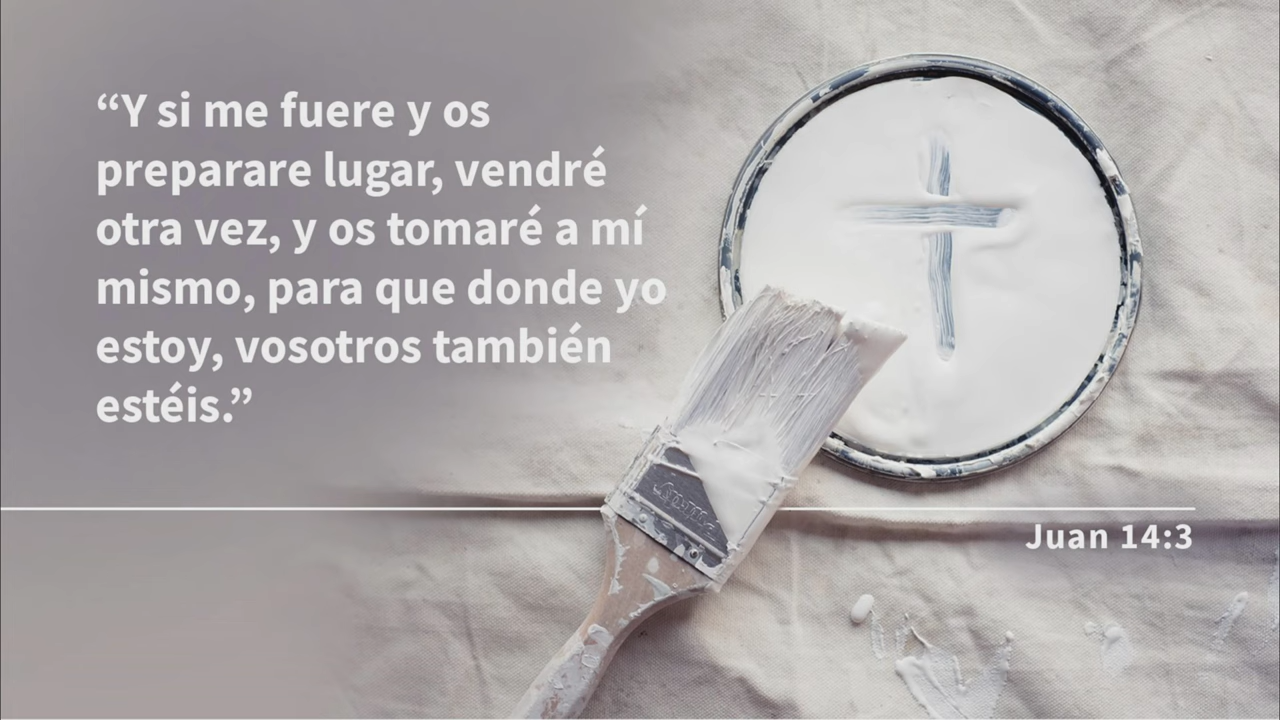 “Y si me fuere y os
preparare lugar, vendré
otra vez, y os tomaré a mí
mismo, para que donde yo
estoy, vosotros también
estéis.”
Juan 14:3